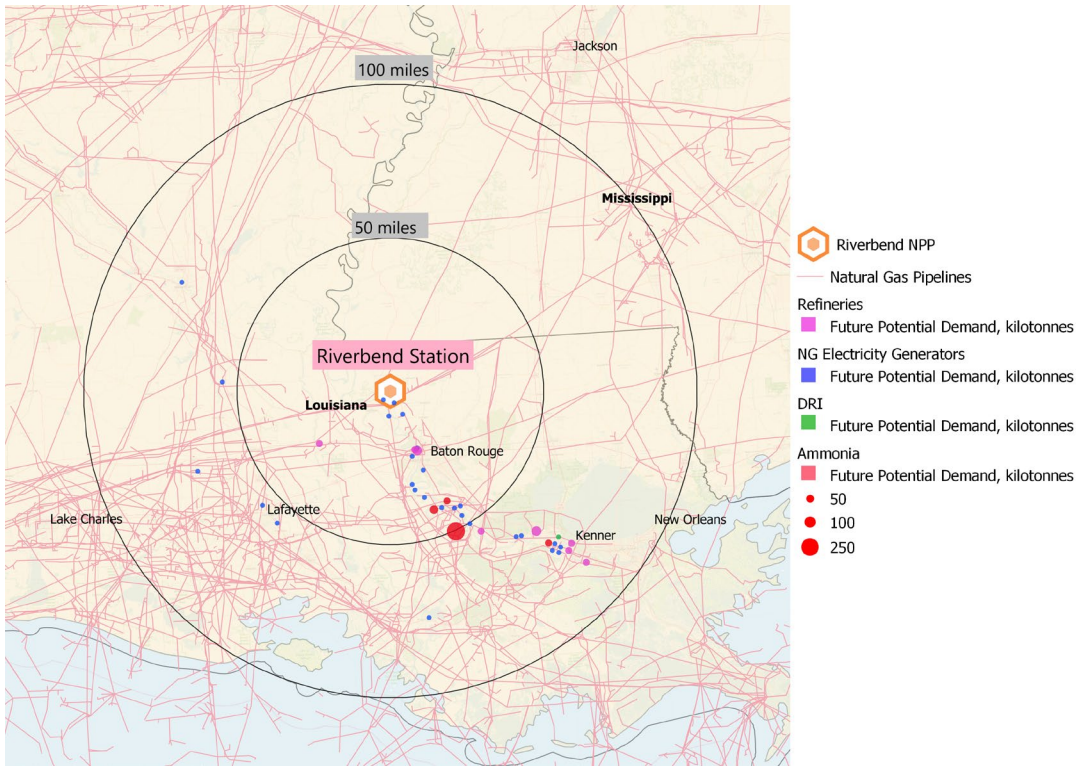 Jackson
100 miles
Mississippi
50 miles
Riverbend Station
Louisiana
Baton Rouge
Lafayette
Lake Charles
New Orleans
Kenner
Riverbend NPP
Natural Gas Pipelines
Refineries
Future Potential Demand, kilotonnes
NG Electricity Generators
Future Potential Demand, kilotonnes
DRI
Future Potential Demand, kilotonnes
Ammonia
Future Potential Demand, kilotonnes
50
100
250